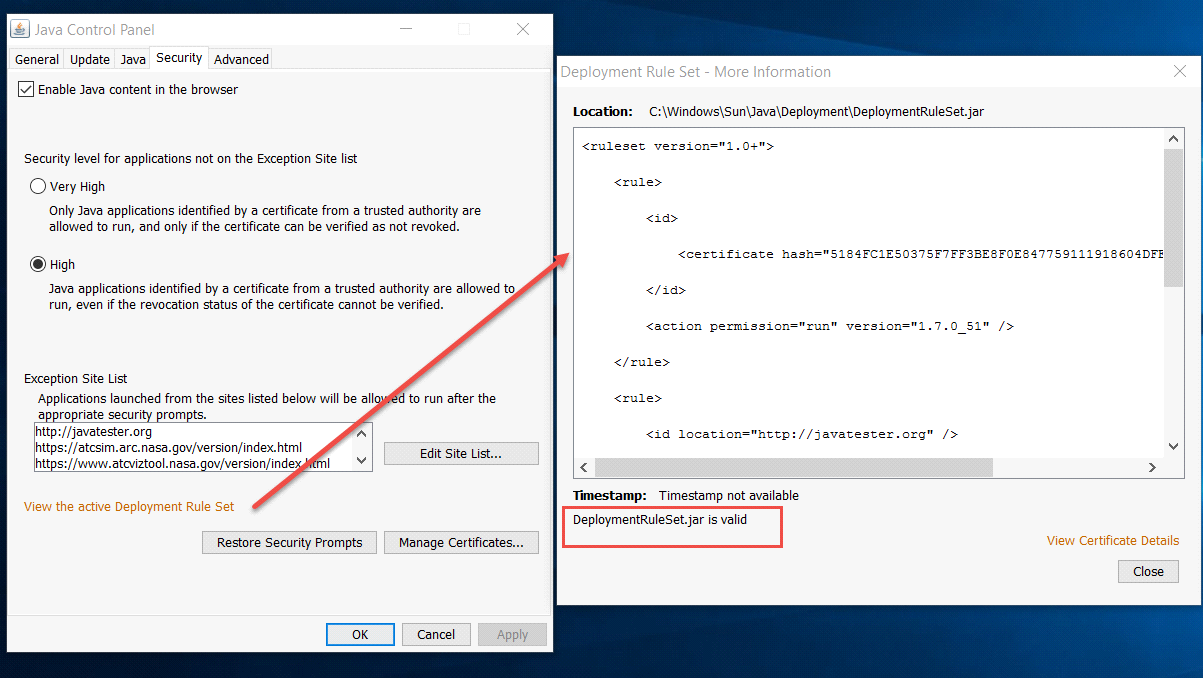 Java Control Panel
General Update Java Security Advanced
Enable Java content in the browser
Security level for applications not on the Exception Site list
Very High
Only Java applications identified by a certificate from a trusted authority are
allowed to run, and only if the certificate can be verified as not revoked.
High
Java applications identified by a certificate from a trusted authority are allowed to
run, even if the revocation status of the certificate cannot be verified.
Exception Site List
Applications launched from the sites listed below will be allowed to run after the
appropriate security prompts.
http://javatester.org
https://atcsim.arc.nasa.gov/version/index.html
https://www.atcviztool.nasa.gov/version/index.html
Edit Site List...
View the active Deployment Rule Set
Restore Security Prompts Manage Certificates...
OK Cancel Apply
Deployment Rule Set - More Information
Location: C:\Windows\Sun\Java\Deployment\DeploymentRuleSet.jar
<ruleset version="1.0+">
<rule>
<id>
<certificate hash="5184FC1E50375F7FF3BE8F0E847759111918604DFE
</id>
<action permission="run" version="1.7.0_51" />
</rule>
<rule>
<id location="http://javatester.org" />
Timestamp: Timestamp not available
DeploymentRuleSet.jar is valid
View Certificate Details
Close